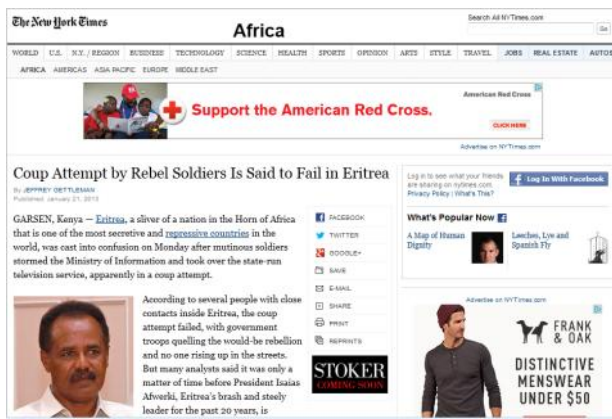 The New York Times
Africa
Search All NYTimes.com
Go
WORLD U.S. N.Y. / REGION BUSINESS TECHNOLOGY SCIENCE HEALTH SPORTS OPINION ARTS STYLE TRAVEL JOBS REAL ESTATE AUTOS
AFRICA AMERICAS ASIA PACIFIC EUROPE MIDDLE EAST
American Red Cross
Support the American Red Cross.
CLICK HERE
Advertise on NYTimes.com
Coup Attempt by Rebel Soldiers Is Said to Fail in Eritrea
By JEFFREY GETTLEMAN
Published: January 21, 2013
GARSEN, Kenya — Eritrea, a sliver of a nation in the Horn of Africa
that is one of the most secretive and repressive countries in the
world, was cast into confusion on Monday after mutinous soldiers
stormed the Ministry of Information and took over the state-run
television service, apparently in a coup attempt.
According to several people with close
contacts inside Eritrea, the coup
attempt failed, with government
troops quelling the would-be rebellion
and no one rising up in the streets.
But many analysts said it was only a
matter of time before President Isaias
Afwerki, Eritrea's brash and steely
leader for the past 20 years, is
FACEBOOK
TWITTER
GOOGLE+
SAVE
E-MAIL
SHARE
PRINT
REPRINTS
STOKER
COMING SOON
Log in to see what your friends
are sharing on nytimes.com.
Privacy Policy | What's This?
Log In With Facebook
What's Popular Now
A Map of Human
Dignity
Leeches, Lye and
Spanish Fly
Advertise on NYTimes.com
FRANK
& OAK
DISTINCTIVE
MENSWEAR
UNDER $50